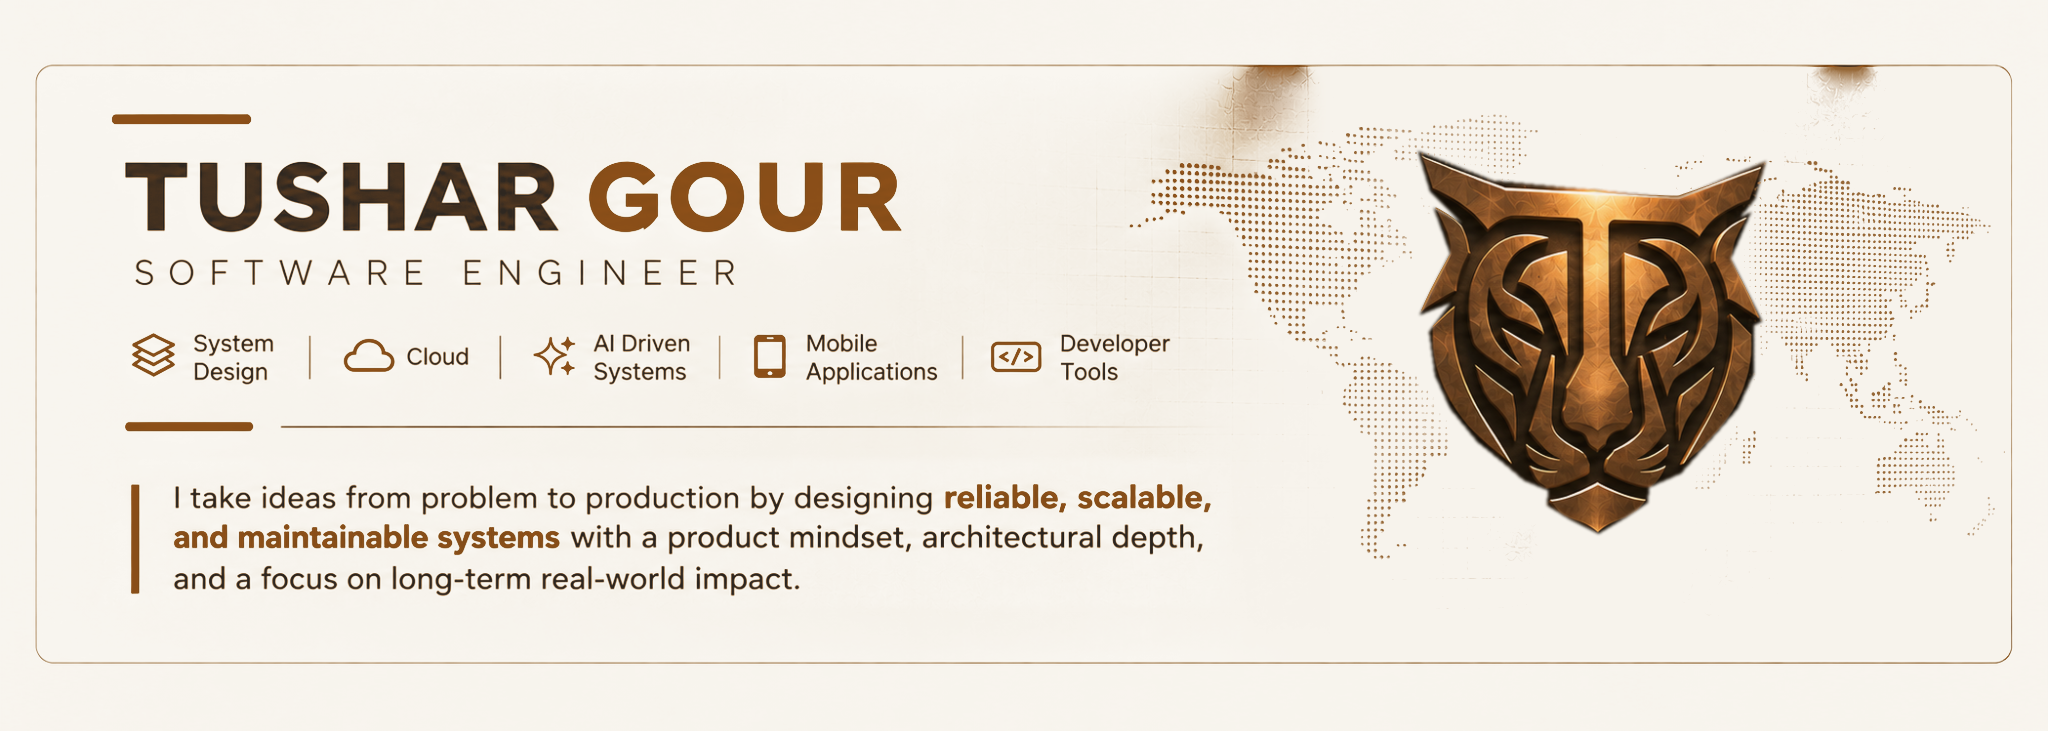 TUSHAR GOUR
SOFTWARE ENGINEER
System
Design
Cloud
AI Driven
Systems
Mobile
Applications
</>
Developer
Tools
I take ideas from problem to production by designing reliable, scalable,
and maintainable systems with a product mindset, architectural depth,
and a focus on long-term real-world impact.